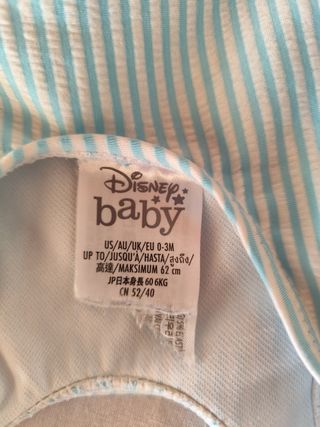 Disney
baby
US/AU/UK/EU 0-3M
UP TO/JUSQU'À/HASTA/สูงถึง/
高達/MAKSIMUM 62 cm
JP日本身長 60 6KG
CN 52/40